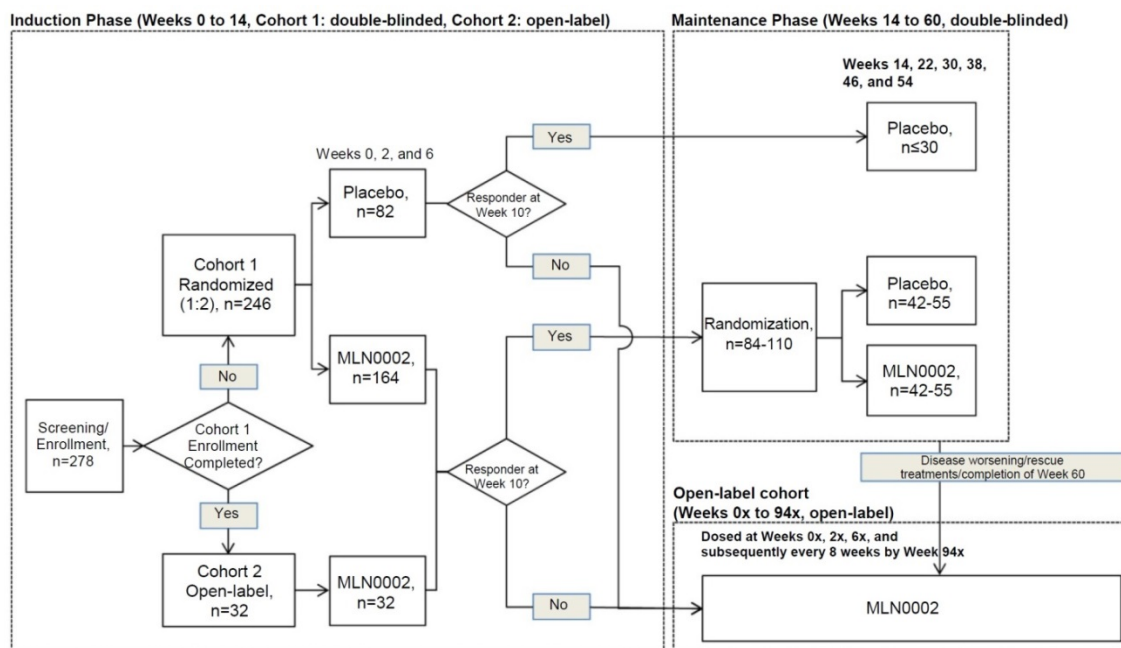 Induction Phase (Weeks 0 to 14, Cohort 1: double-blinded, Cohort 2: open-label)
Maintenance Phase (Weeks 14 to 60, double-blinded)
Weeks 14, 22, 30, 38,
46, and 54
Yes
Placebo,
n≤30
Weeks 0, 2, and 6
Placebo,
n=82
Responder at
Week 10?
No
Cohort 1
Randomized
(1:2), n=246
Placebo,
n=42-55
Randomization,
n=84-110
Yes
MLN0002,
n=164
MLN0002,
n=42-55
No
Screening/
Enrollment,
n=278
Cohort 1
Enrollment
Completed?
Responder at
Week 10?
Disease worsening/rescue
treatments/completion of Week 60
Yes
Open-label cohort
(Weeks 0x to 94x, open-label)
Dosed at Weeks 0x, 2x, 6x, and
subsequently every 8 weeks by Week 94x
Cohort 2
Open-label,
n=32
MLN0002,
n=32
No
MLN0002